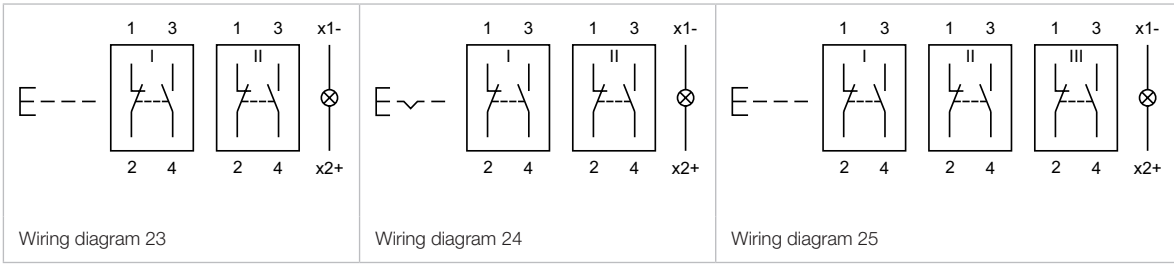 1 3 1 3 x1-
I II
2 4 2 4 x2+
Wiring diagram 23
1 3 1 3 x1-
I II
2 4 2 4 x2+
Wiring diagram 24
1 3 1 3 1 3 x1-
I II III
2 4 2 4 2 4 x2+
Wiring diagram 25